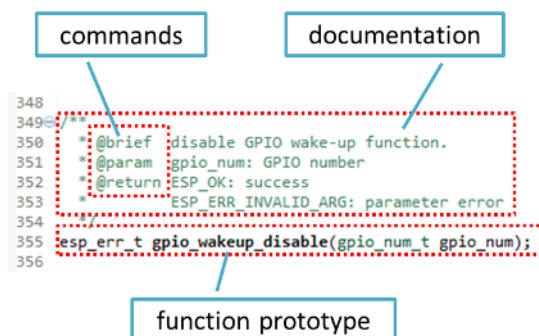 commands
documentation
348
349 /**
350 * @brief disable GPIO wake-up function.
351 * @param gpio_num: GPIO number
352 * @return ESP_OK: success
353 * ESP_ERR_INVALID_ARG: parameter error
354 */
355 esp_err_t gpio_wakeup_disable(gpio_num_t gpio_num);
356
function prototype